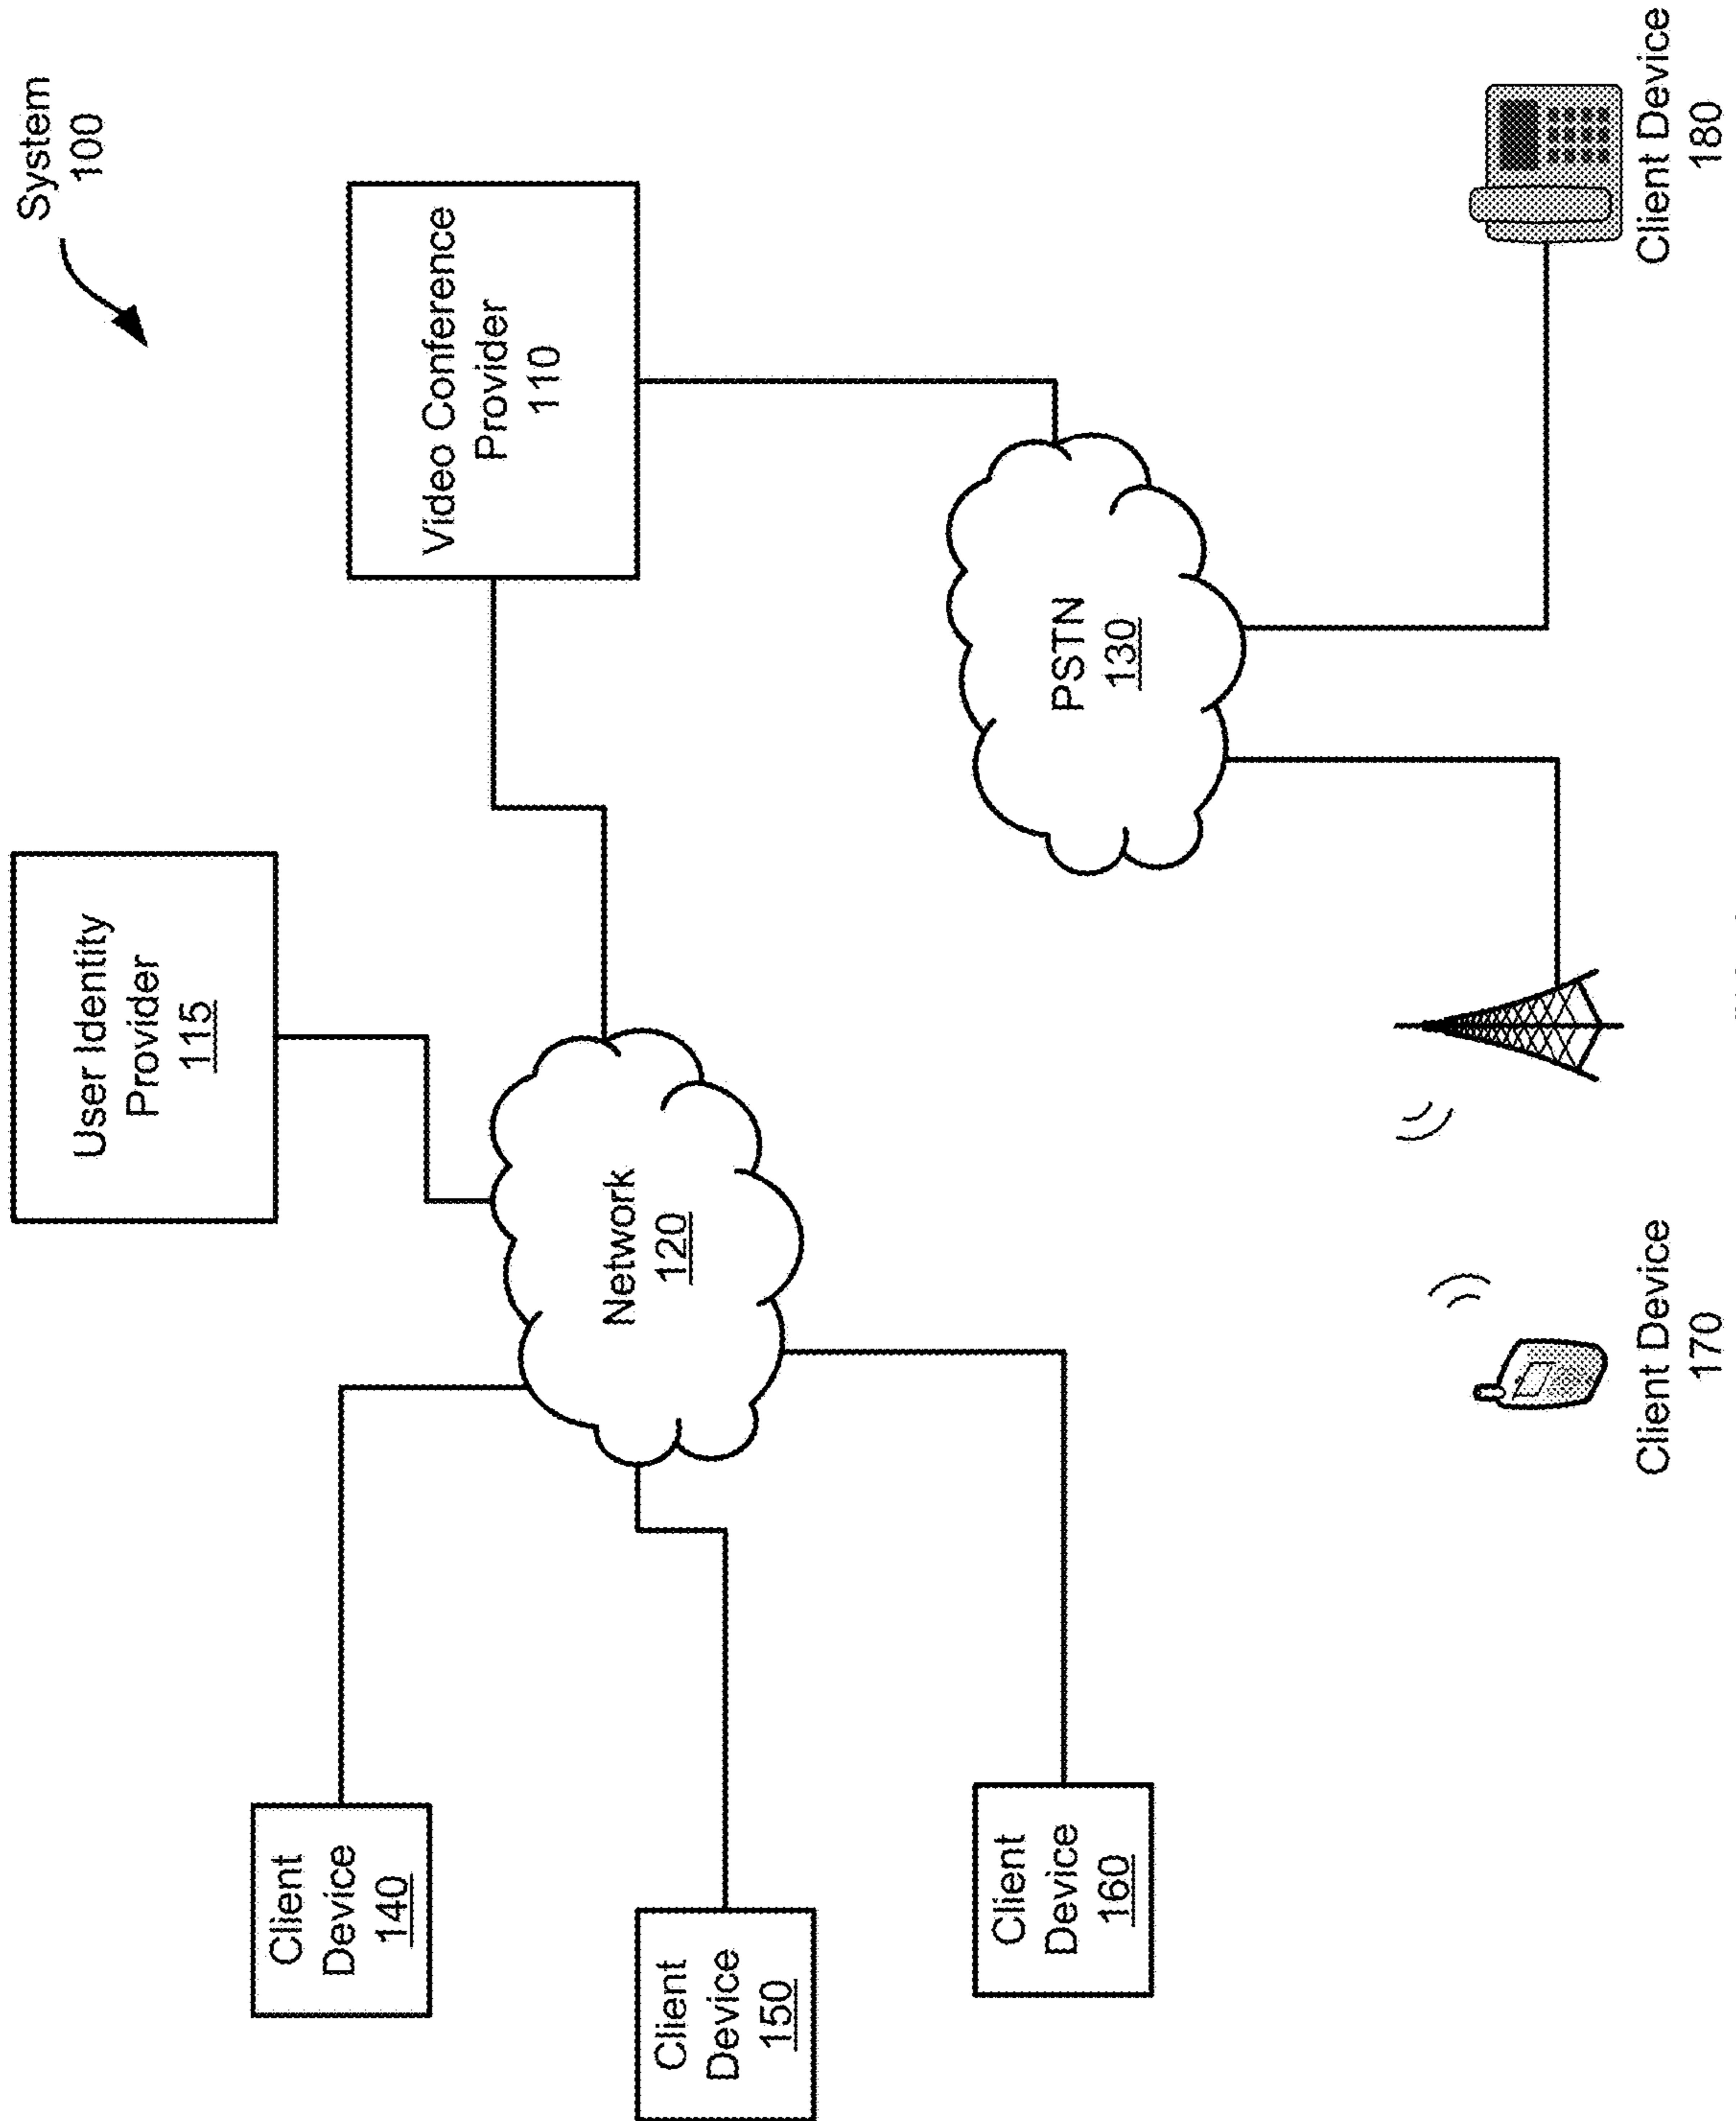 System
100
User Identity
Provider
115
Video Conference
Provider
110
Client
Device
140
Network
120
Client
Device
150
PSTN
130
Client
Device
160
Client Device
170
Client Device
180